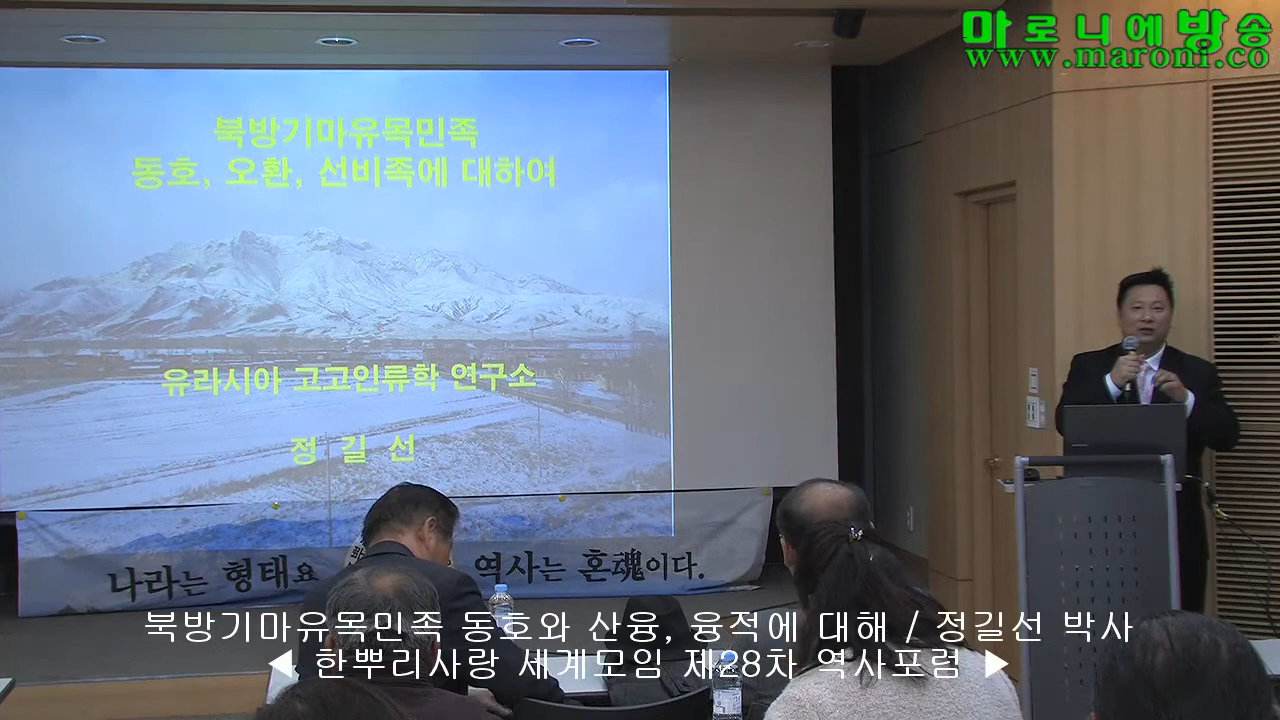 마로니에방송
www.maroni.co
북방기마유목민족
동호, 오환, 선비족에 대하여
유라시아 고고인류학 연구소
정 길 선
나라는 형태요 역사는 혼魂이다.
북방기마유목민족 동호와 산융, 융적에 대해 / 정길선 박사
◀ 한뿌리사랑 세계모임 제28차 역사포럼 ▶